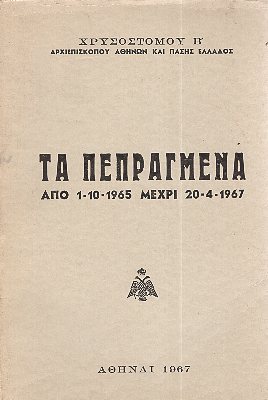 ΧΡΥΣΟΣΤΟΜΟΥ Β'
ΑΡΧΙΕΠΙΣΚΟΠΟΥ ΑΘΗΝΩΝ ΚΑΙ ΠΑΣΗΣ ΕΛΛΑΔΟΣ
ΤΑ ΠΕΠΡΑΓΜΕΝΑ
ΑΠΟ 1-10-1965 ΜΕΧΡΙ 20-4-1967
ΑΘΗΝΑΙ 1967